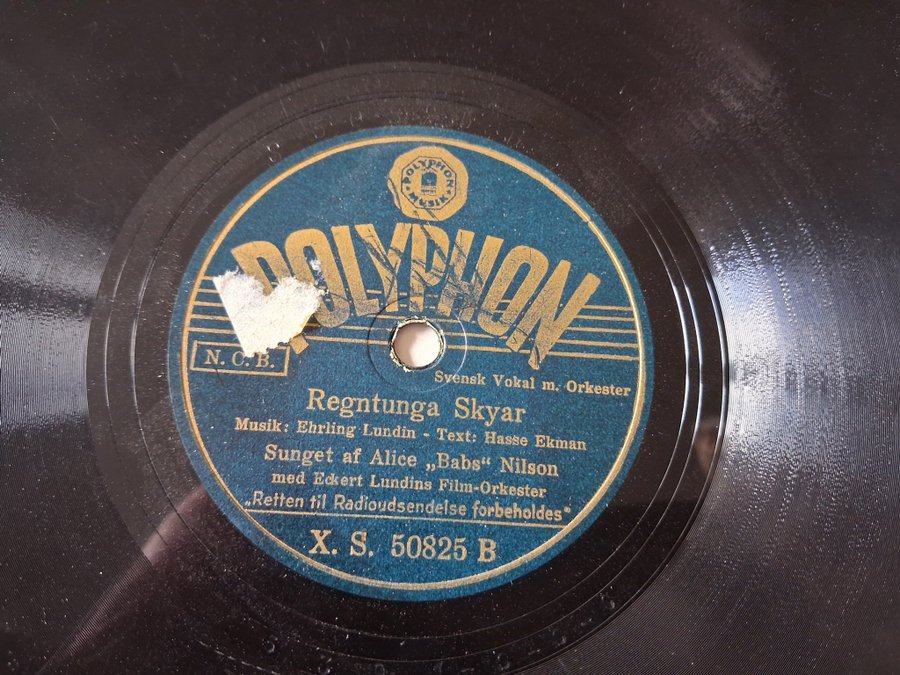 POLYPHON
MUSIK
POLYPHON
N. C. B.
Svensk Vokal m. Orkester
Regntunga Skyar
Musik: Ehrling Lundin - Text: Hasse Ekman
Sunget af Alice „Babs“ Nilson
med Eckert Lundins Film-Orkester
„Retten til Radioudsendelse forbeholdes“
X. S. 50825 B